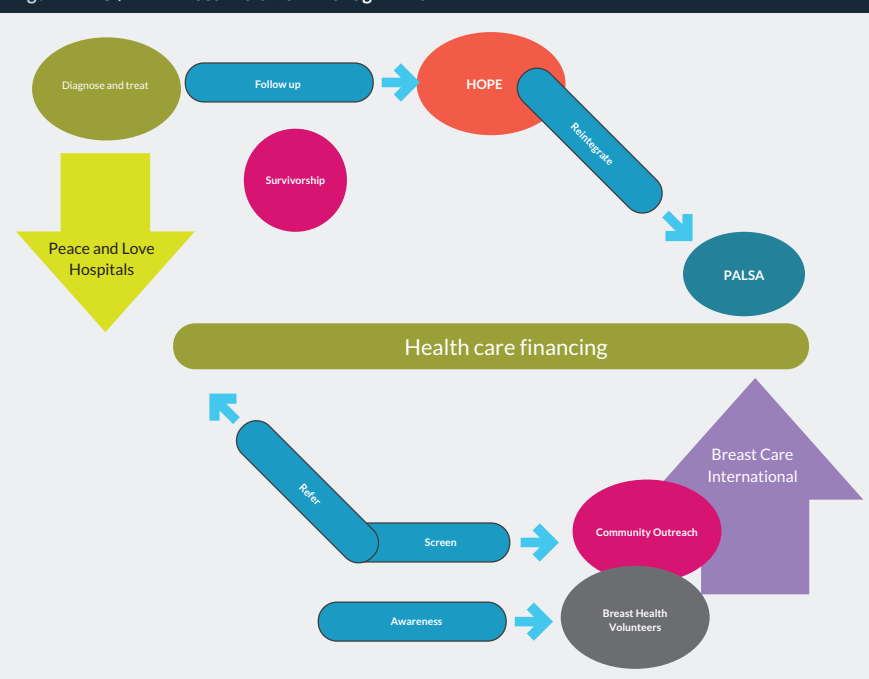 Diagnose and treat
Follow up
HOPE
Reintegrate
Survivorship
Peace and Love
Hospitals
PALSA
Health care financing
Breast Care
International
Refer
Screen
Community Outreach
Awareness
Breast Health
Volunteers